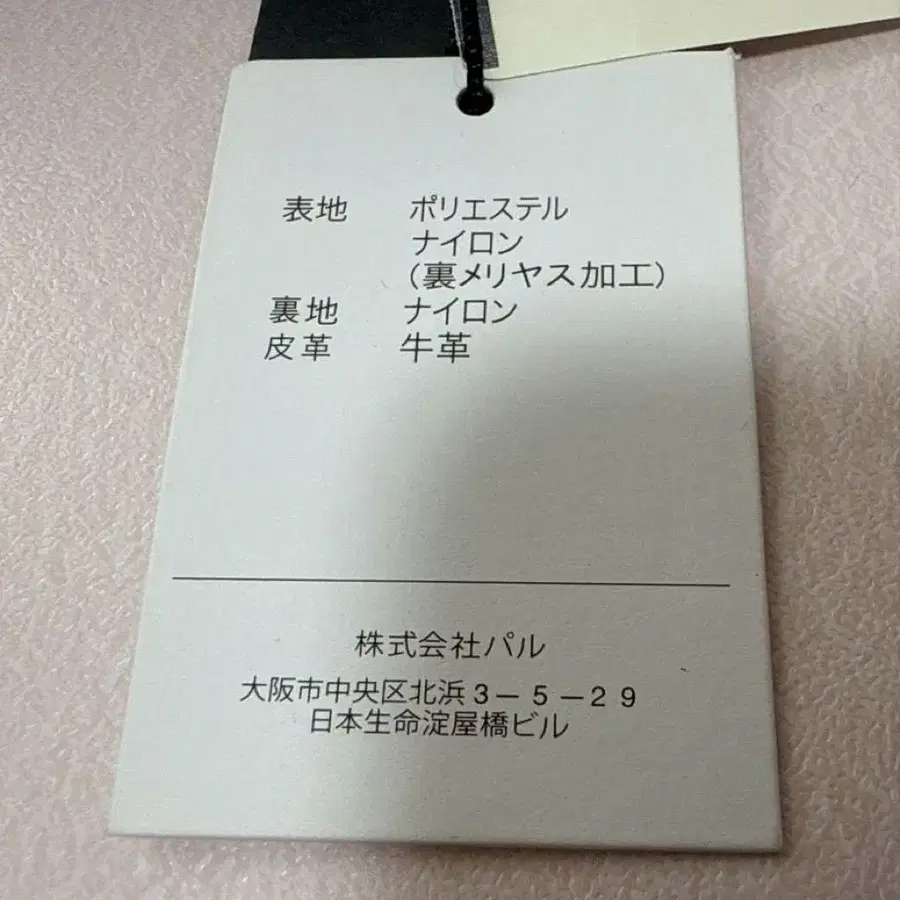 表地 ポリエステル
ナイロン
(裏メリヤス加工)
裏地 ナイロン
皮革 牛革
株式会社パル
大阪市中央区北浜3-5-29
日本生命淀屋橋ビル